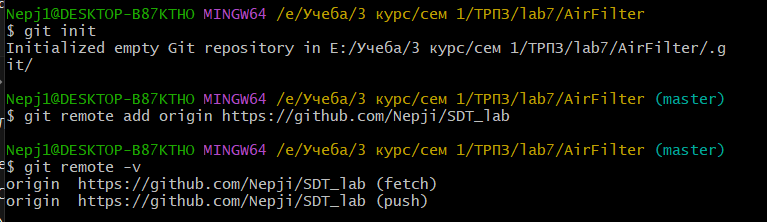 Nepj1@DESKTOP-B87KTHO MINGW64 /e/Учеба/3 курс/сем 1/ТРПЗ/lab7/AirFilter
$ git init
Initialized empty Git repository in E:/Учеба/3 курс/сем 1/ТРПЗ/lab7/AirFilter/.g
it/
Nepj1@DESKTOP-B87KTHO MINGW64 /e/Учеба/3 курс/сем 1/ТРПЗ/lab7/AirFilter (master)
$ git remote add origin https://github.com/Nepji/SDT_lab
Nepj1@DESKTOP-B87KTHO MINGW64 /e/Учеба/3 курс/сем 1/ТРПЗ/lab7/AirFilter (master)
$ git remote -v
origin  https://github.com/Nepji/SDT_lab (fetch)
origin  https://github.com/Nepji/SDT_lab (push)